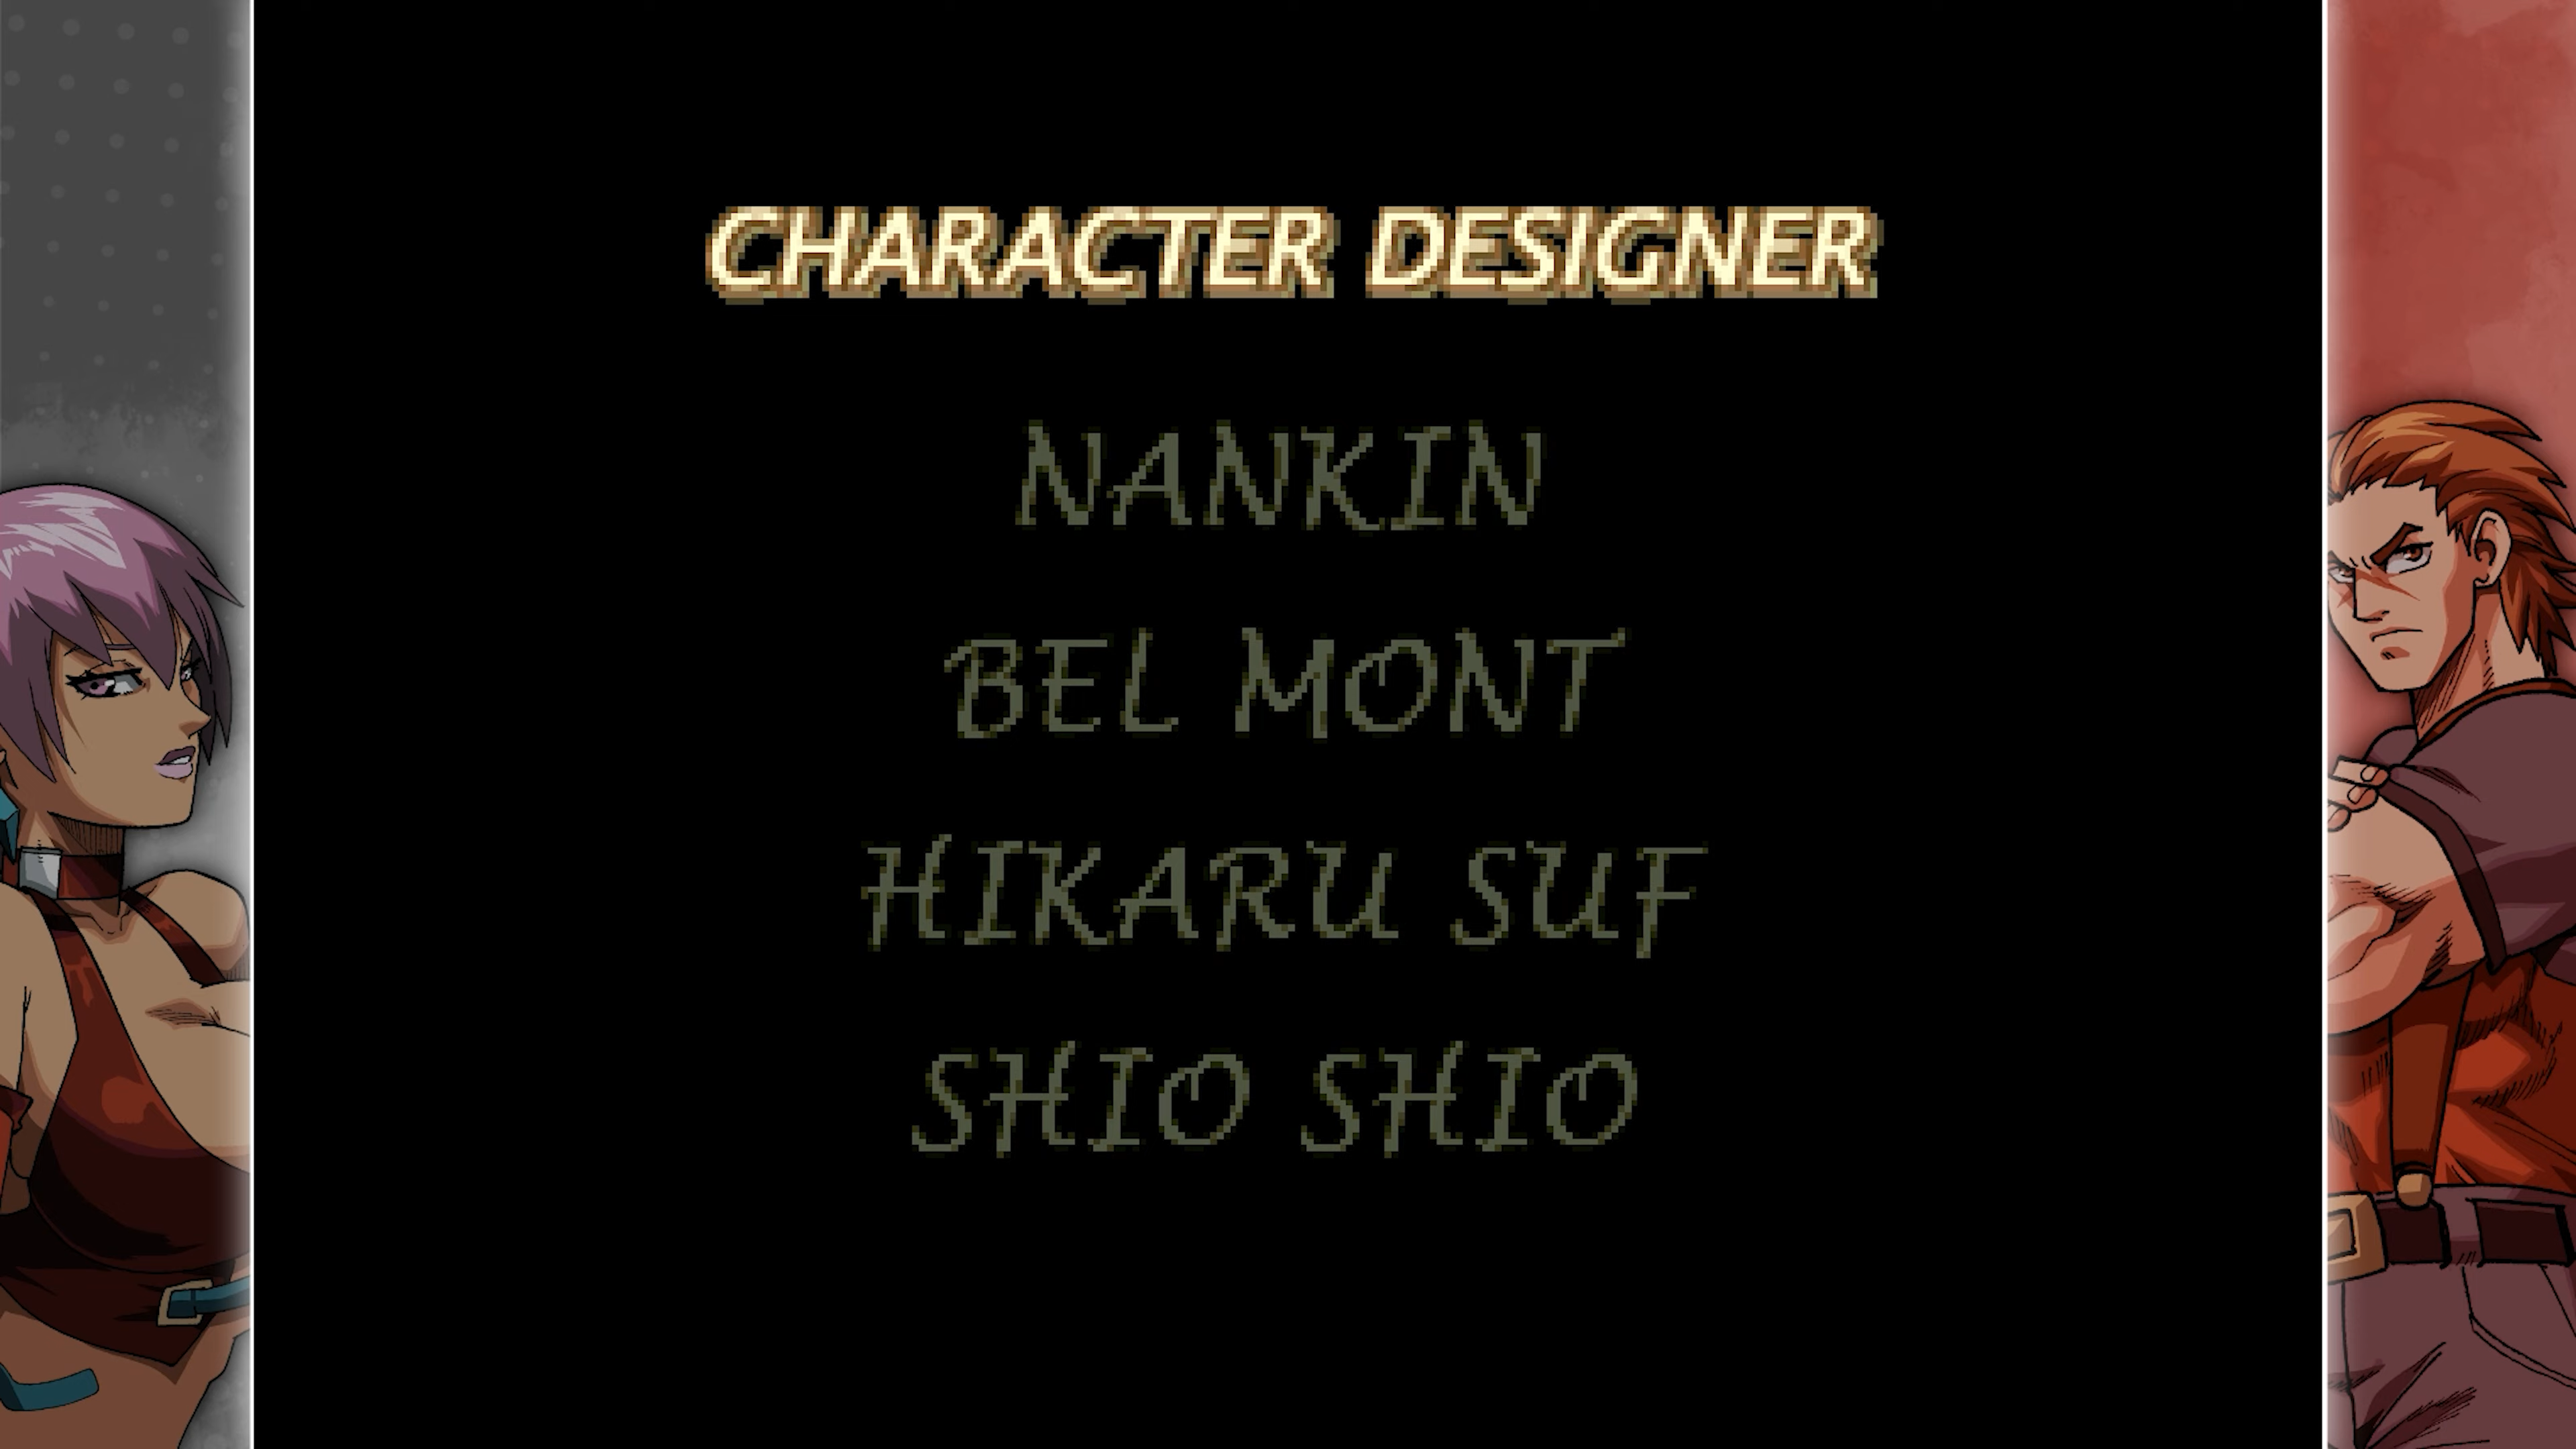 CHARACTER DESIGNER
NANKIN
BEL MONT
HIKARU SUF
SHIO SHIO